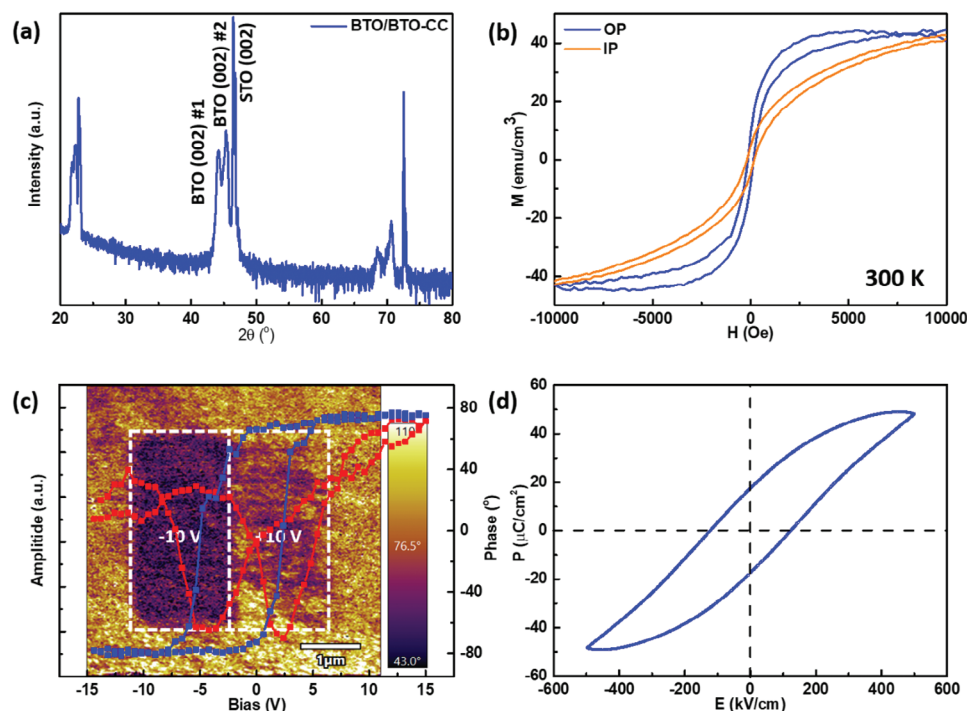 (a)
BTO/BTO-CC
BTO (002) #1
BTO (002) #2
STO (002)
Intensity (a.u.)
20 30 40 50 60 70 80
2θ (°)
(b)
OP
IP
40
20
0
-20
-40
M (emu/cm³)
300 K
-10000 -5000 0 5000 10000
H (Oe)
(c)
Amplitide (a.u.)
-10 V
+10 V
1μm
76.5°
43.0°
80
40
0
-40
-80
Phase (°)
-15 -10 -5 0 5 10 15
Bias (V)
(d)
60
40
20
0
-20
-40
-60
P (μC/cm²)
-600 -400 -200 0 200 400 600
E (kV/cm)